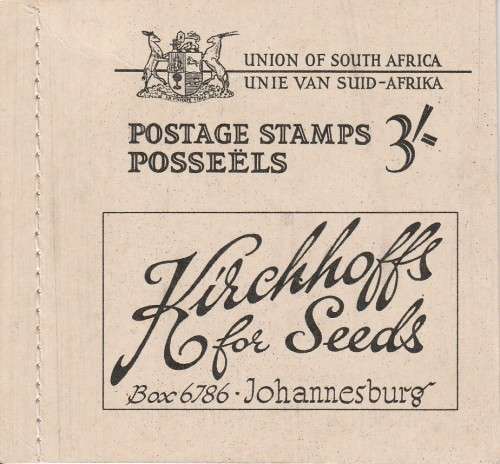 UNION OF SOUTH AFRICA
UNIE VAN SUID-AFRIKA
POSTAGE STAMPS 3/=
POSSEËLS
Kirchhoffs
for Seeds
Box 6786 · Johannesburg